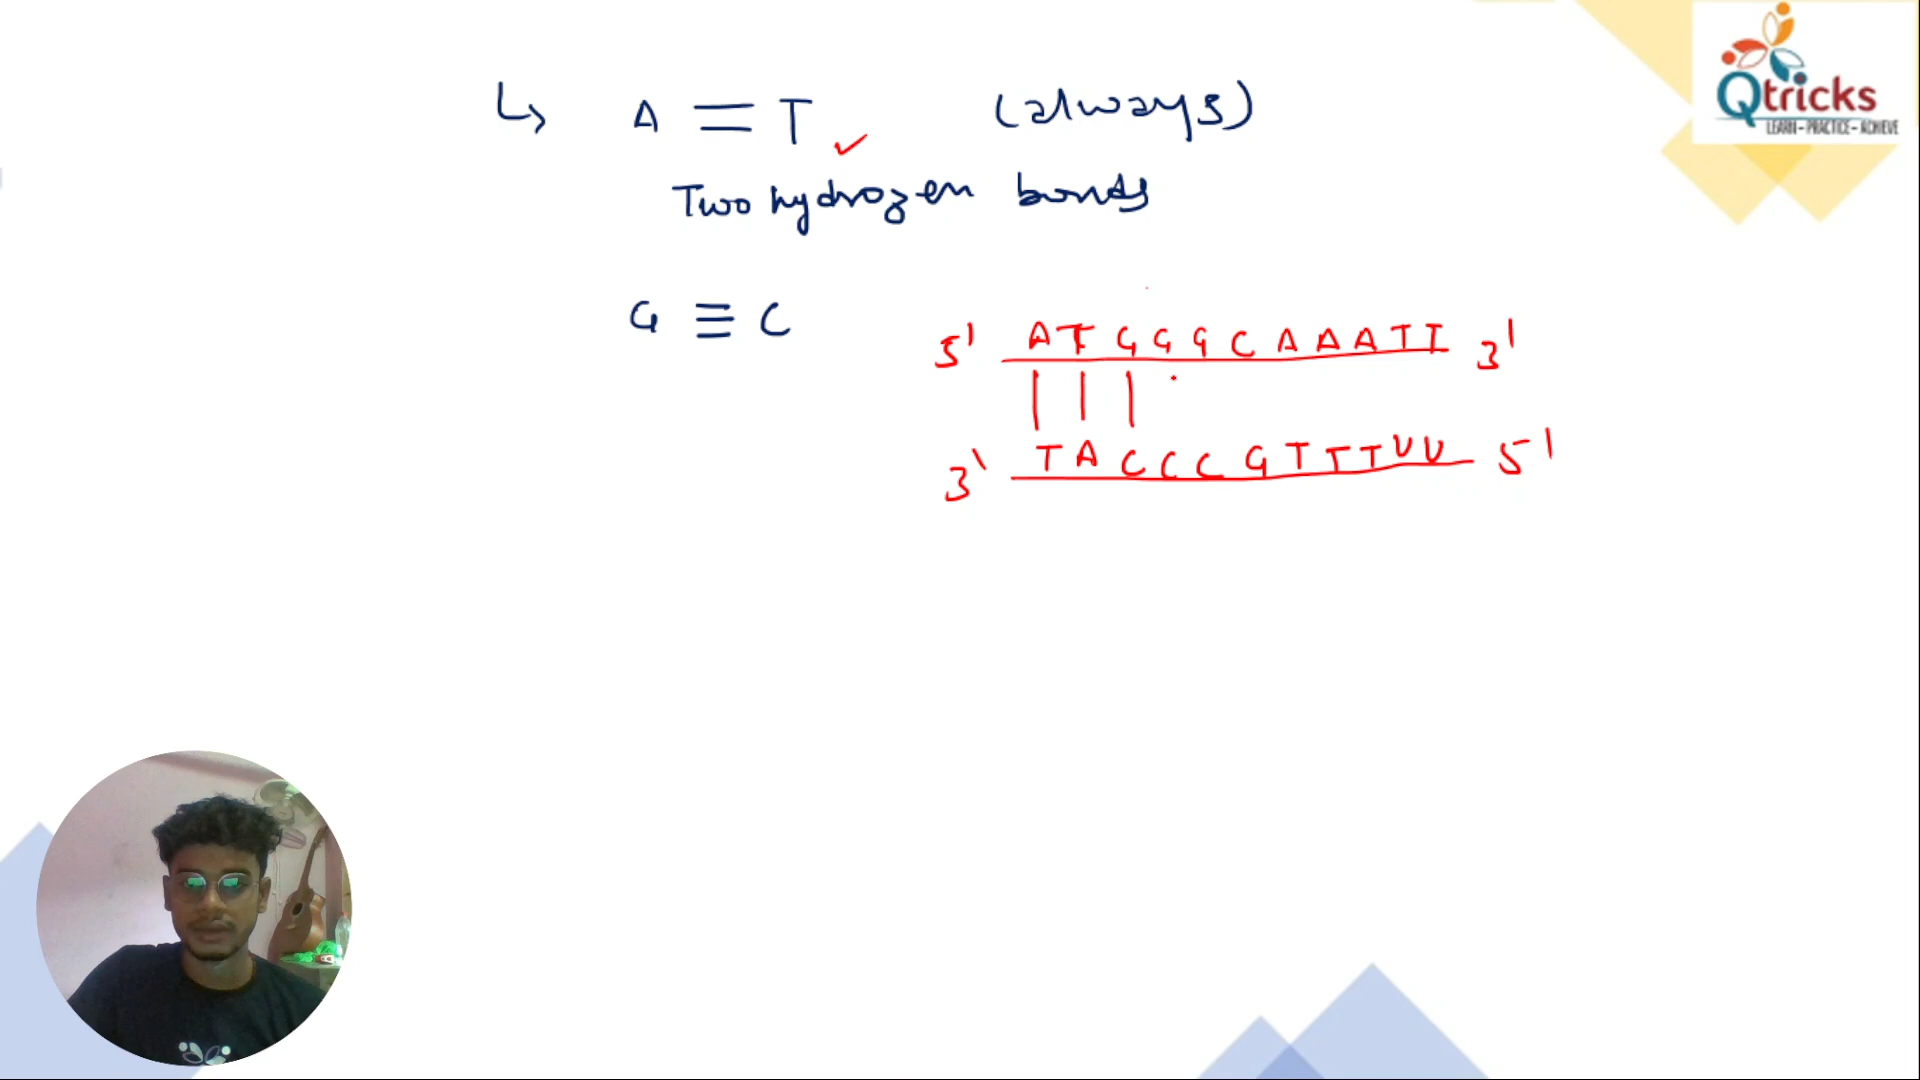 Qtricks
LEARN – PRACTICE – ACHIEVE
↳ A = T ✓ (always)
Two hydrogen bonds
G ≡ C
5' A T G G G C A A A T T 3'
3' T A C C C G T T T U U 5'